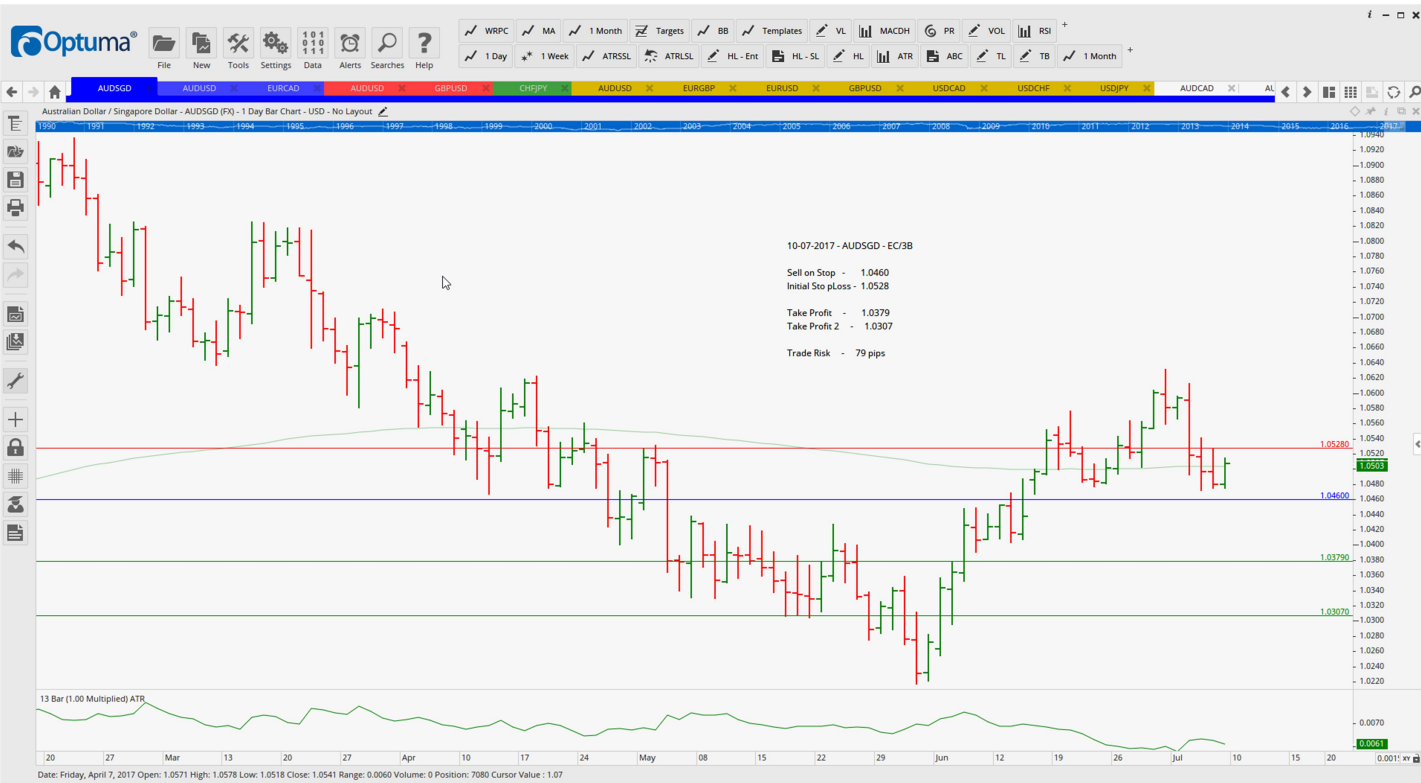 i
Optuma®
File
New
Tools
Settings
Data
Alerts
Searches
Help
WRPC
MA
1 Month
Targets
BB
Templates
VL
MACDH
PR
VOL
RSI
+
1 Day
1 Week
ATRSSL
ATRLSL
HL - Ent
HL - SL
HL
ATR
ABC
TL
TB
1 Month
+
AUDSGD
AUDUSD
EURCAD
AUDUSD
GBPUSD
CHFJPY
AUDUSD
EURGBP
EURUSD
GBPUSD
USDCAD
USDCHF
USDJPY
AUDCAD
AU
Australian Dollar / Singapore Dollar - AUDSGD (FX) - 1 Day Bar Chart - USD - No Layout
1990 1991 1992 1993 1994 1995 1996 1997 1998 1999 2000 2001 2002 2003 2004 2005 2006 2007 2008 2009 2010 2011 2012 2013 2014 2015 2016 2017
1.0940
1.0920
1.0900
1.0880
1.0860
1.0840
1.0820
1.0800
1.0780
1.0760
1.0740
1.0720
1.0700
1.0680
1.0660
1.0640
1.0620
1.0600
1.0580
1.0560
1.0540
1.0520
1.0503
1.0480
1.0460
1.0440
1.0420
1.0400
1.0380
1.0360
1.0340
1.0320
1.0300
1.0280
1.0260
1.0240
1.0220
10-07-2017 - AUDSGD - EC/3B
Sell on Stop - 1.0460
Initial Sto pLoss - 1.0528
Take Profit - 1.0379
Take Profit 2 - 1.0307
Trade Risk - 79 pips
1.05280
1.04600
1.03790
1.03070
13 Bar (1.00 Multiplied) ATR
0.0070
0.0061
20 27 Mar 13 20 27 Apr 10 17 24 May 08 15 22 29 Jun 12 19 26 Jul 10 15 20
XY
Date: Friday, April 7, 2017 Open: 1.0571 High: 1.0578 Low: 1.0518 Close: 1.0541 Range: 0.0060 Volume: 0 Position: 7080 Cursor Value : 1.07